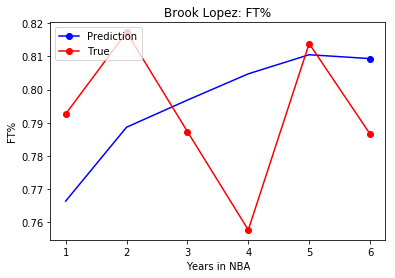 Brook Lopez: FT%
0.82
0.81
0.80
0.79
0.78
0.77
0.76
FT%
Prediction
True
1 2 3 4 5 6
Years in NBA